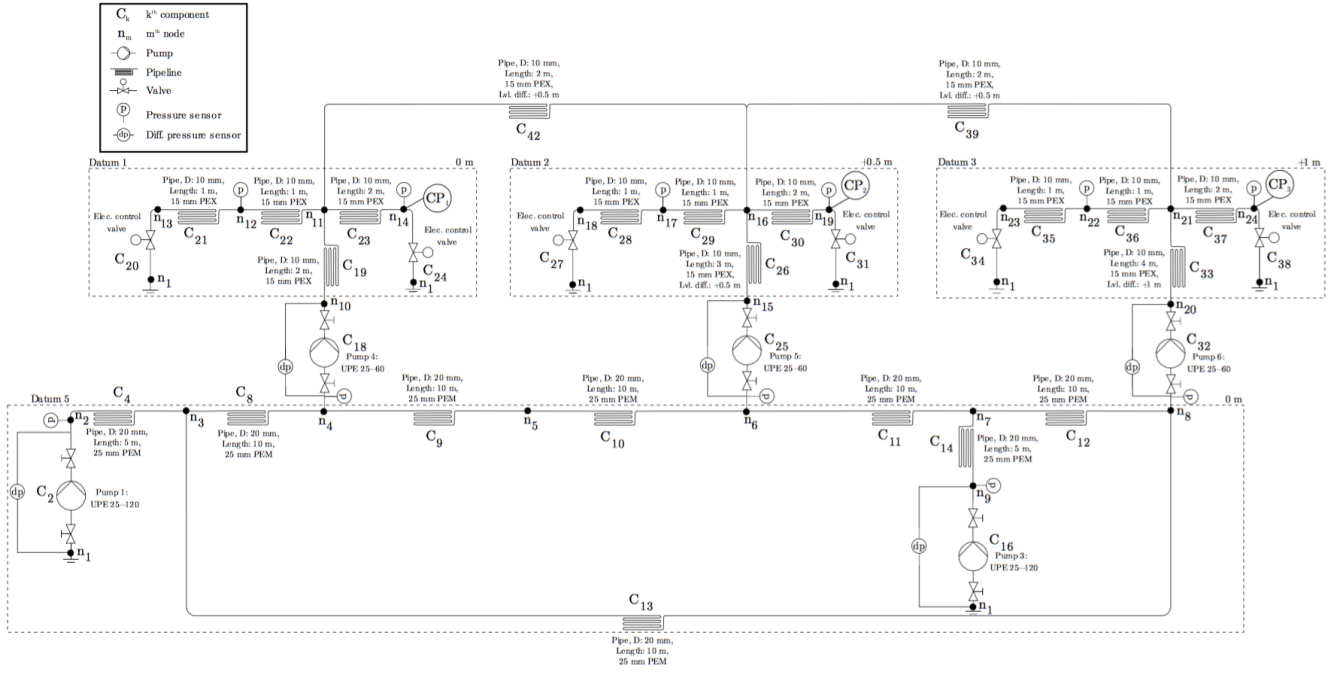 Cₖ kᵗʰ component
nₘ mᵗʰ node
Pump
Pipeline
Valve
p Pressure sensor
dp Diff. pressure sensor
Pipe, D: 10 mm,
Length: 2 m,
15 mm PEX,
Lvl. diff.: +0.5 m
C₄₂
Pipe, D: 10 mm,
Length: 2 m,
15 mm PEX,
Lvl. diff.: +0.5 m
C₃₉
Datum 1
0 m
Pipe, D: 10 mm,
Length: 1 m,
15 mm PEX
Pipe, D: 10 mm,
Length: 1 m,
15 mm PEX
Pipe, D: 10 mm,
Length: 2 m,
15 mm PEX
p
p
CP₁
n₁₃
n₁₂
n₁₁
n₁₄
Elec. control
valve
C₂₁
C₂₂
C₂₃
Elec. control
valve
C₂₀
C₂₄
n₁
n₁
Pipe, D: 10 mm,
Length: 2 m,
15 mm PEX
C₁₉
Datum 2
+0.5 m
Pipe, D: 10 mm,
Length: 1 m,
15 mm PEX
Pipe, D: 10 mm,
Length: 1 m,
15 mm PEX
Pipe, D: 10 mm,
Length: 2 m,
15 mm PEX
p
p
CP₂
n₁₈
n₁₇
n₁₆
n₁₉
Elec. control
valve
C₂₈
C₂₉
C₃₀
Elec. control
valve
C₂₇
C₃₁
n₁
n₁
Pipe, D: 10 mm,
Length: 3 m,
15 mm PEX,
Lvl. diff.: +0.5 m
C₂₆
Datum 3
+1 m
Pipe, D: 10 mm,
Length: 1 m,
15 mm PEX
Pipe, D: 10 mm,
Length: 1 m,
15 mm PEX
Pipe, D: 10 mm,
Length: 2 m,
15 mm PEX
p
p
CP₃
n₂₃
n₂₂
n₂₁
n₂₄
Elec. control
valve
C₃₅
C₃₆
C₃₇
Elec. control
valve
C₃₄
C₃₈
n₁
n₁
Pipe, D: 10 mm,
Length: 4 m,
15 mm PEX,
Lvl. diff.: +1 m
C₃₃
n₁₀
C₁₈
Pump 4:
UPE 25-60
dp
p
n₁₅
C₂₅
Pump 5:
UPE 25-60
dp
p
n₂₀
C₃₂
Pump 6:
UPE 25-60
dp
p
Datum 5
0 m
p
n₂
C₄
Pipe, D: 20 mm,
Length: 5 m,
25 mm PEM
n₃
C₈
Pipe, D: 20 mm,
Length: 10 m,
25 mm PEM
n₄
Pipe, D: 20 mm,
Length: 10 m,
25 mm PEM
C₉
n₅
Pipe, D: 20 mm,
Length: 10 m,
25 mm PEM
C₁₀
n₆
Pipe, D: 20 mm,
Length: 10 m,
25 mm PEM
C₁₁
n₇
Pipe, D: 20 mm,
Length: 10 m,
25 mm PEM
C₁₂
n₈
C₁₄
Pipe, D: 20 mm,
Length: 5 m,
25 mm PEM
dp
C₂
Pump 1:
UPE 25-120
n₁
p
n₉
dp
C₁₆
Pump 3:
UPE 25-120
n₁
C₁₃
Pipe, D: 20 mm,
Length: 10 m,
25 mm PEM